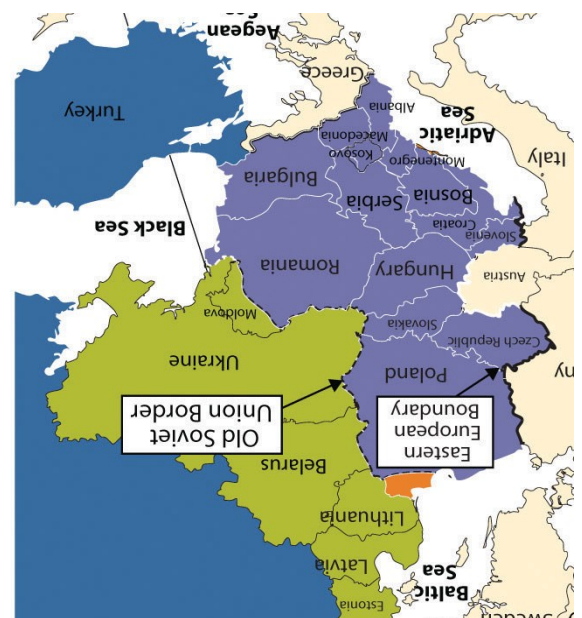 Sweden
Estonia
Baltic
Sea
Latvia
Lithuania
Belarus
Eastern
European
Boundary
Old Soviet
Union Border
ny
Poland
Ukraine
Czech Republic
Slovakia
Moldova
Austria
Hungary
Romania
Slovenia
Croatia
Black Sea
Bosnia
Serbia
Italy
Montenegro
Kosovo
Bulgaria
Adriatic
Sea
Macedonia
Albania
Turkey
Greece
Aegean
Sea